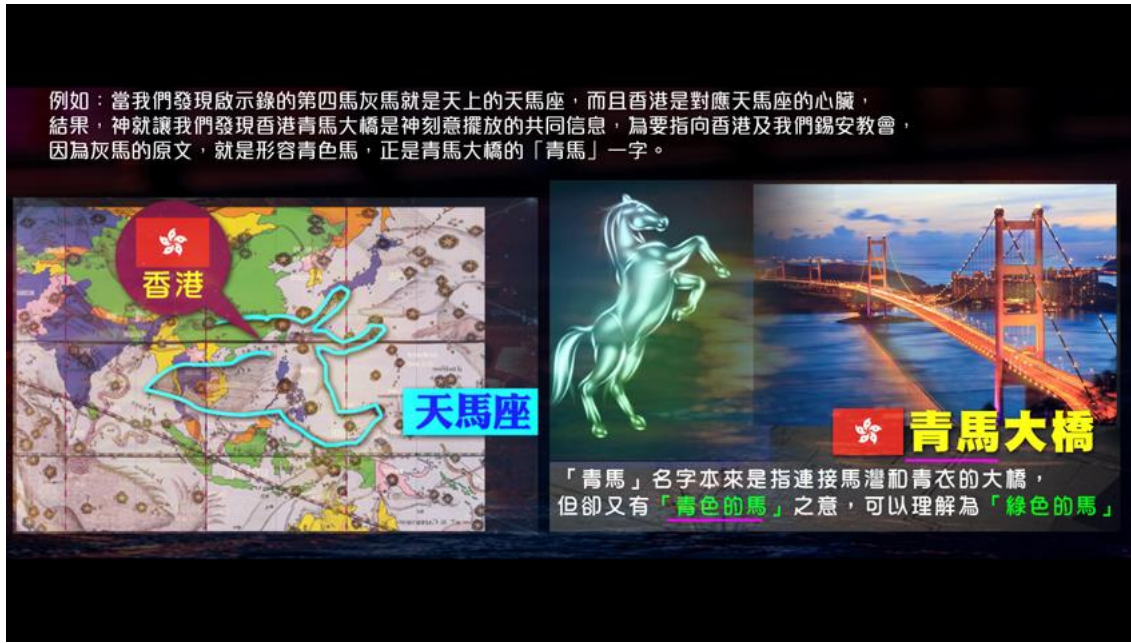 例如：當我們發現啟示錄的第四馬灰馬就是天上的天馬座，而且香港是對應天馬座的心臟，
結果，神就讓我們發現香港青馬大橋是神刻意擺放的共同信息，為要指向香港及我們錫安教會，
因為灰馬的原文，就是形容青色馬，正是青馬大橋的「青馬」一字。
香港
天馬座
青馬大橋
「青馬」名字本來是指連接馬灣和青衣的大橋，
但卻又有「青色的馬」之意，可以理解為「綠色的馬」